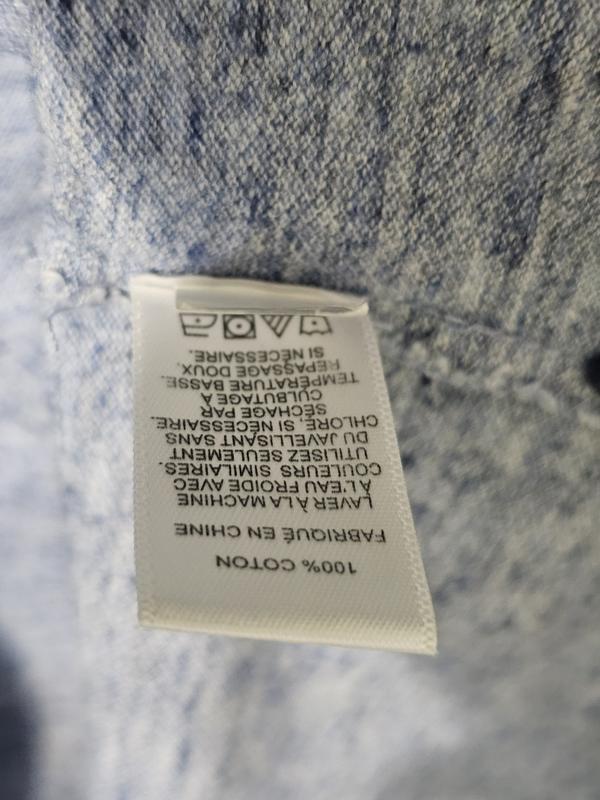 100% COTON
FABRIQUÉ EN CHINE
LAVER À LA MACHINE
À L'EAU FROIDE AVEC
COULEURS SIMILAIRES.
UTILISEZ SEULEMENT
DU JAVELLISANT SANS
CHLORE, SI NÉCESSAIRE.
SÉCHAGE PAR
CULBUTAGE À
TEMPÉRATURE BASSE.
REPASSAGE DOUX,
SI NÉCESSAIRE.